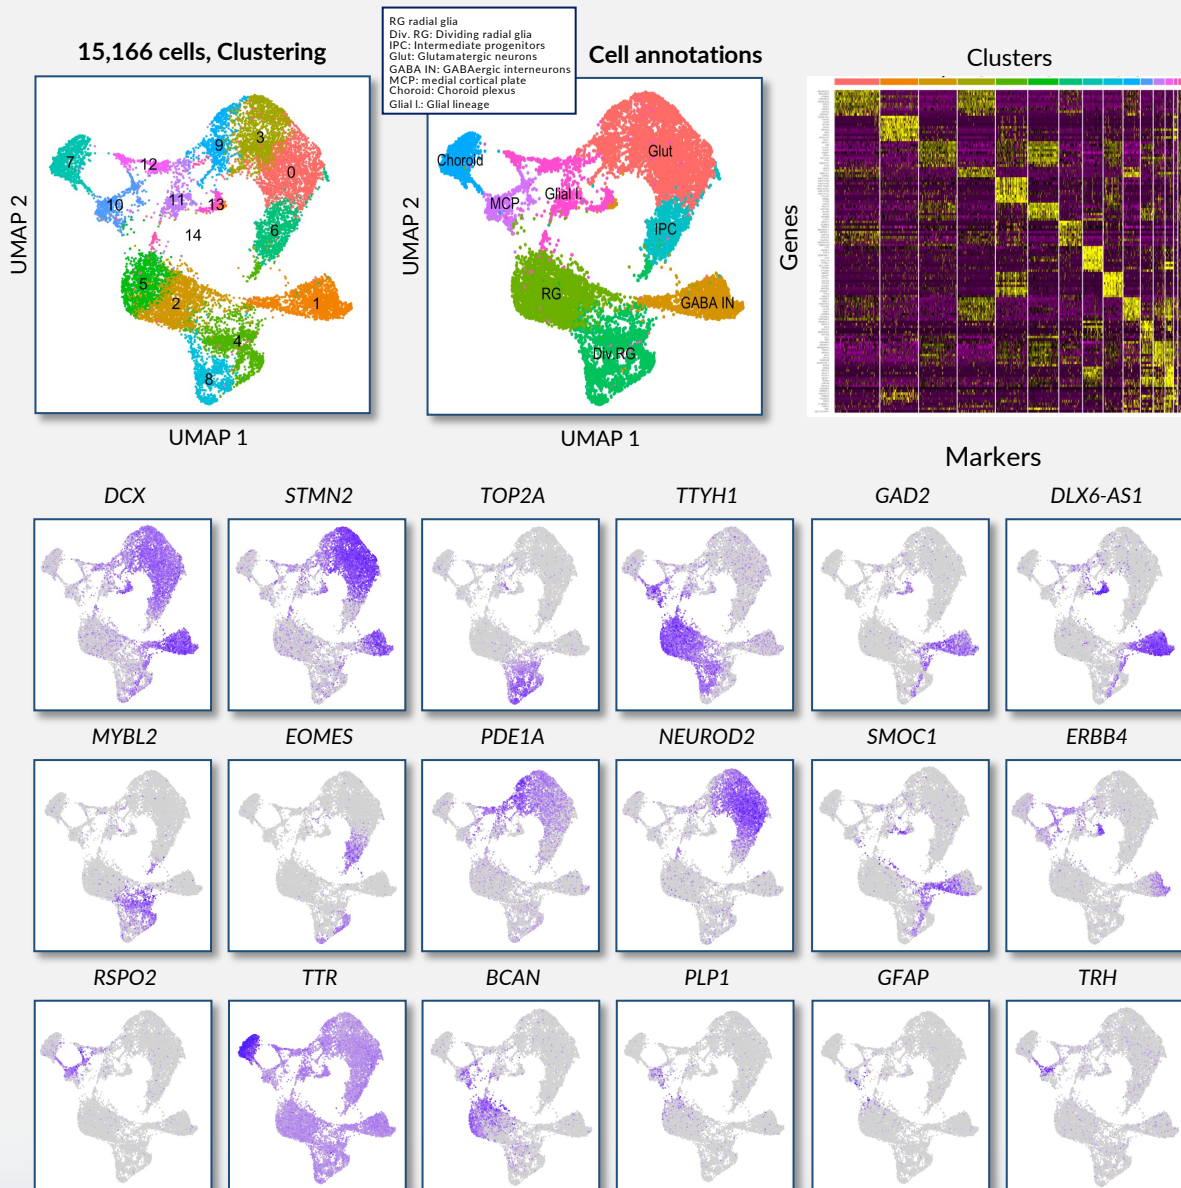 RG radial glia
Div. RG: Dividing radial glia
IPC: Intermediate progenitors
Glut: Glutamatergic neurons
GABA IN: GABAergic interneurons
MCP: medial cortical plate
Choroid: Choroid plexus
Glial I.: Glial lineage
15,166 cells, Clustering
Cell annotations
Clusters
UMAP 2
7
12
9
3
0
10
11
13
14
6
5
2
1
4
8
UMAP 1
UMAP 2
Choroid
Glut
MCP
Glial I.
IPC
RG
GABA IN
Div.RG
UMAP 1
Genes
Markers
DCX
STMN2
TOP2A
TTYH1
GAD2
DLX6-AS1
MYBL2
EOMES
PDE1A
NEUROD2
SMOC1
ERBB4
RSPO2
TTR
BCAN
PLP1
GFAP
TRH